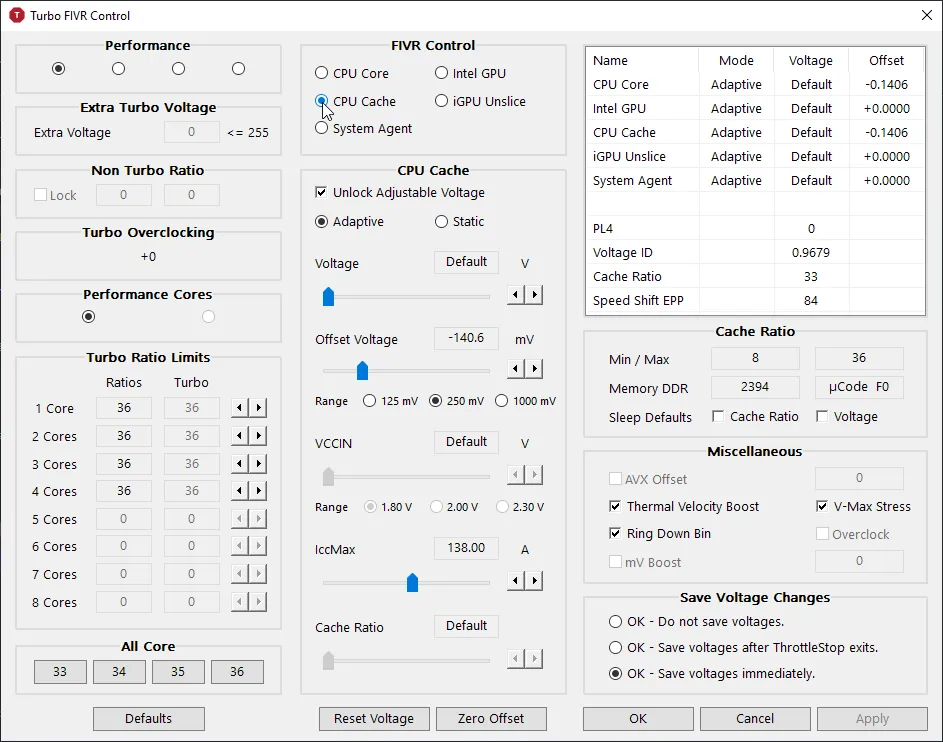 Turbo FIVR Control
Performance
Extra Turbo Voltage
Extra Voltage 0 <= 255
Non Turbo Ratio
Lock 0 0
Turbo Overclocking
+0
Performance Cores
Turbo Ratio Limits
Ratios Turbo
1 Core 36 36
2 Cores 36 36
3 Cores 36 36
4 Cores 36 36
5 Cores 0 0
6 Cores 0 0
7 Cores 0 0
8 Cores 0 0
All Core
33 34 35 36
Defaults
FIVR Control
CPU Core Intel GPU
CPU Cache iGPU Unslice
System Agent
CPU Cache
Unlock Adjustable Voltage
Adaptive Static
Voltage Default V
Offset Voltage -140.6 mV
Range 125 mV 250 mV 1000 mV
VCCIN Default V
Range 1.80 V 2.00 V 2.30 V
IccMax 138.00 A
Cache Ratio Default
Reset Voltage Zero Offset
Name Mode Voltage Offset
CPU Core Adaptive Default -0.1406
Intel GPU Adaptive Default +0.0000
CPU Cache Adaptive Default -0.1406
iGPU Unslice Adaptive Default +0.0000
System Agent Adaptive Default +0.0000
PL4 0
Voltage ID 0.9679
Cache Ratio 33
Speed Shift EPP 84
Cache Ratio
Min / Max 8 36
Memory DDR 2394 µCode F0
Sleep Defaults Cache Ratio Voltage
Miscellaneous
AVX Offset 0
Thermal Velocity Boost V-Max Stress
Ring Down Bin Overclock
mV Boost 0
Save Voltage Changes
OK - Do not save voltages.
OK - Save voltages after ThrottleStop exits.
OK - Save voltages immediately.
OK Cancel Apply